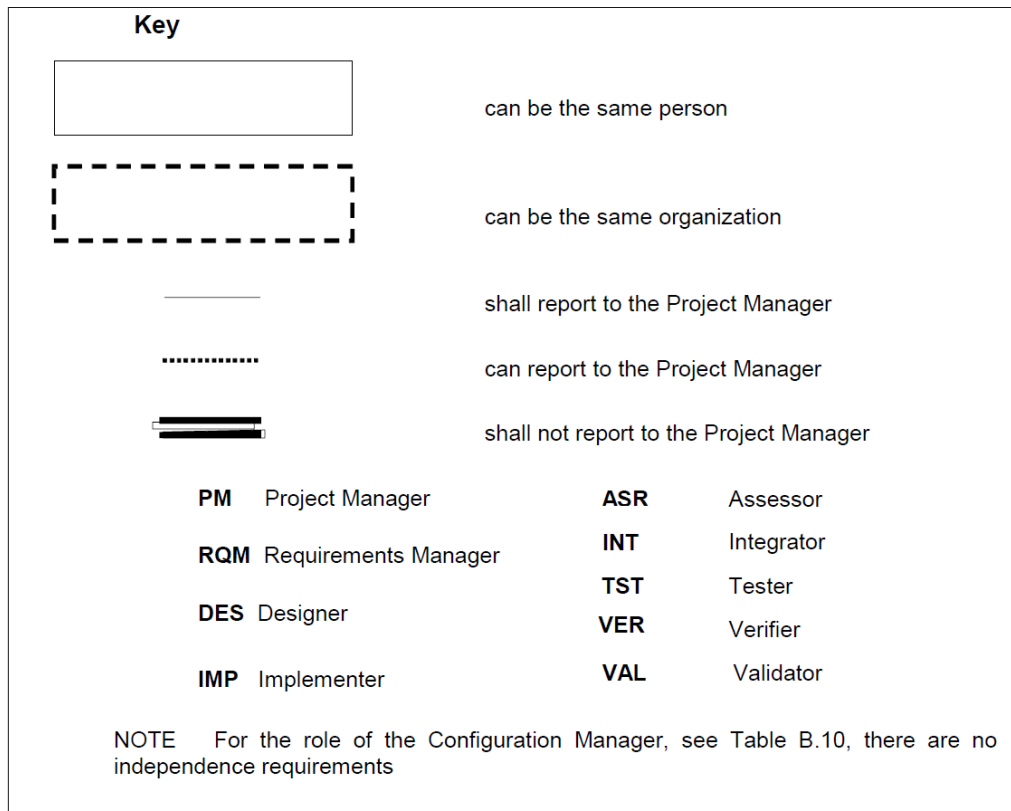 Key
can be the same person
can be the same organization
shall report to the Project Manager
can report to the Project Manager
shall not report to the Project Manager
PM Project Manager
ASR Assessor
RQM Requirements Manager
INT Integrator
TST Tester
DES Designer
VER Verifier
IMP Implementer
VAL Validator
NOTE For the role of the Configuration Manager, see Table B.10, there are no
independence requirements